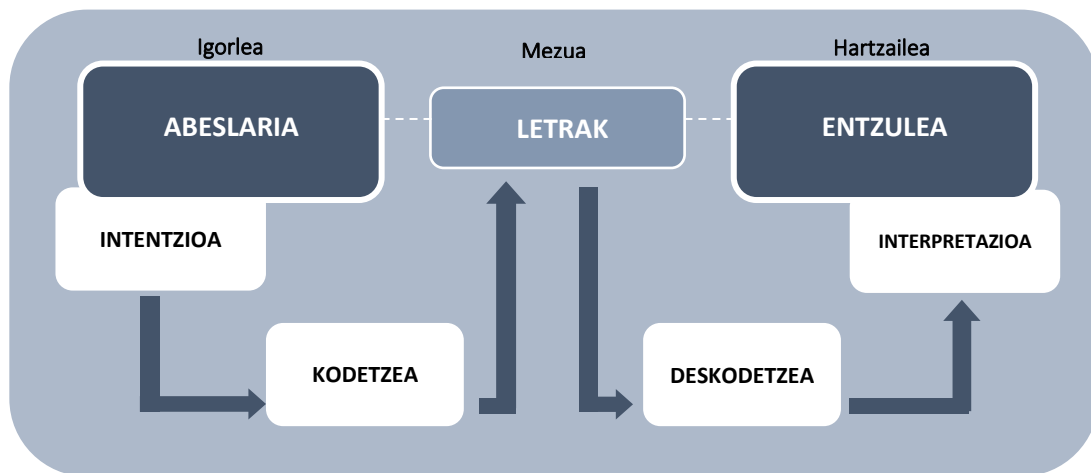 Igorlea
Mezua
Hartzailea
ABESLARIA
LETRAK
ENTZULEA
INTENTZIOA
INTERPRETAZIOA
KODETZEA
DESKODETZEA